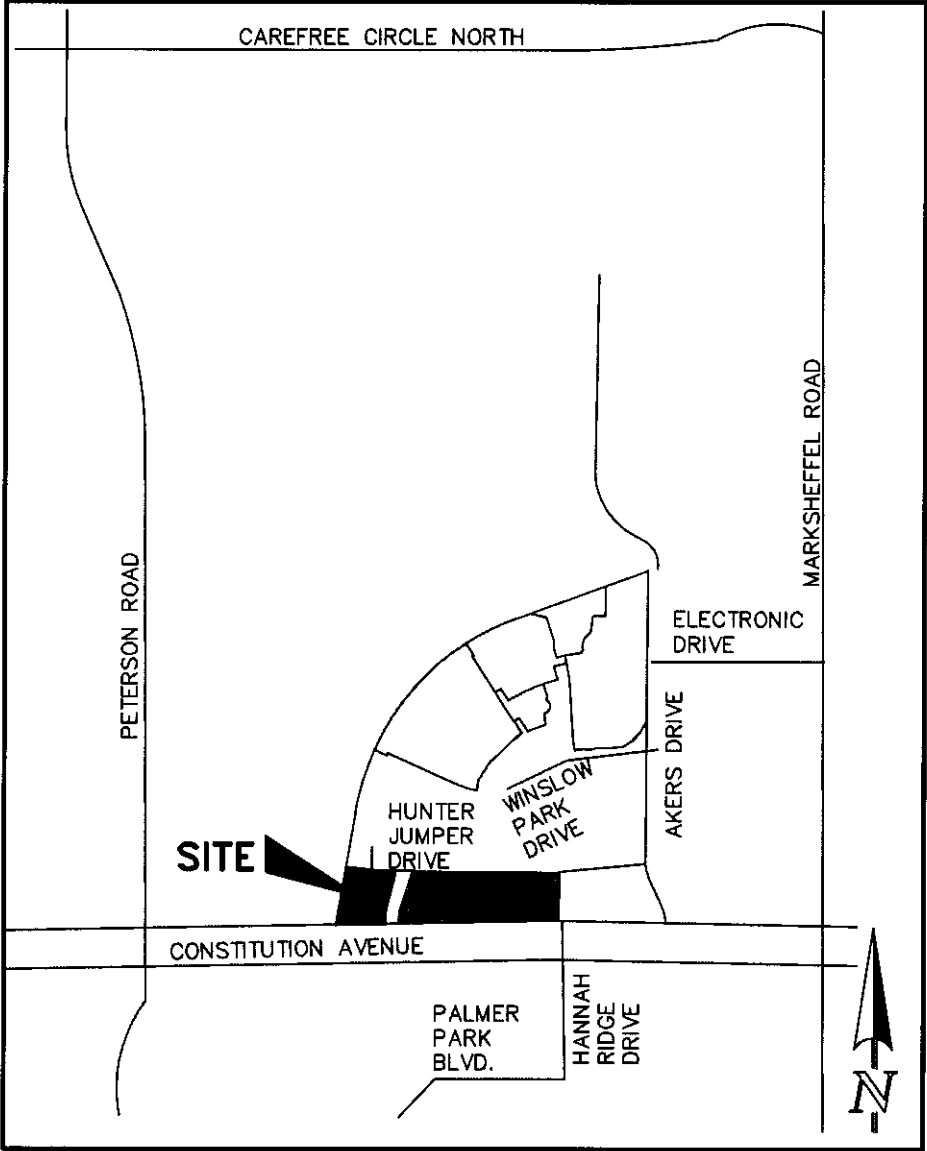 CAREFREE CIRCLE NORTH
MARKSHEFFEL ROAD
PETERSON ROAD
ELECTRONIC
DRIVE
AKERS DRIVE
WINSLOW
PARK
DRIVE
HUNTER
JUMPER
DRIVE
SITE
CONSTITUTION AVENUE
PALMER
PARK
BLVD.
HANNAH
RIDGE
DRIVE
N